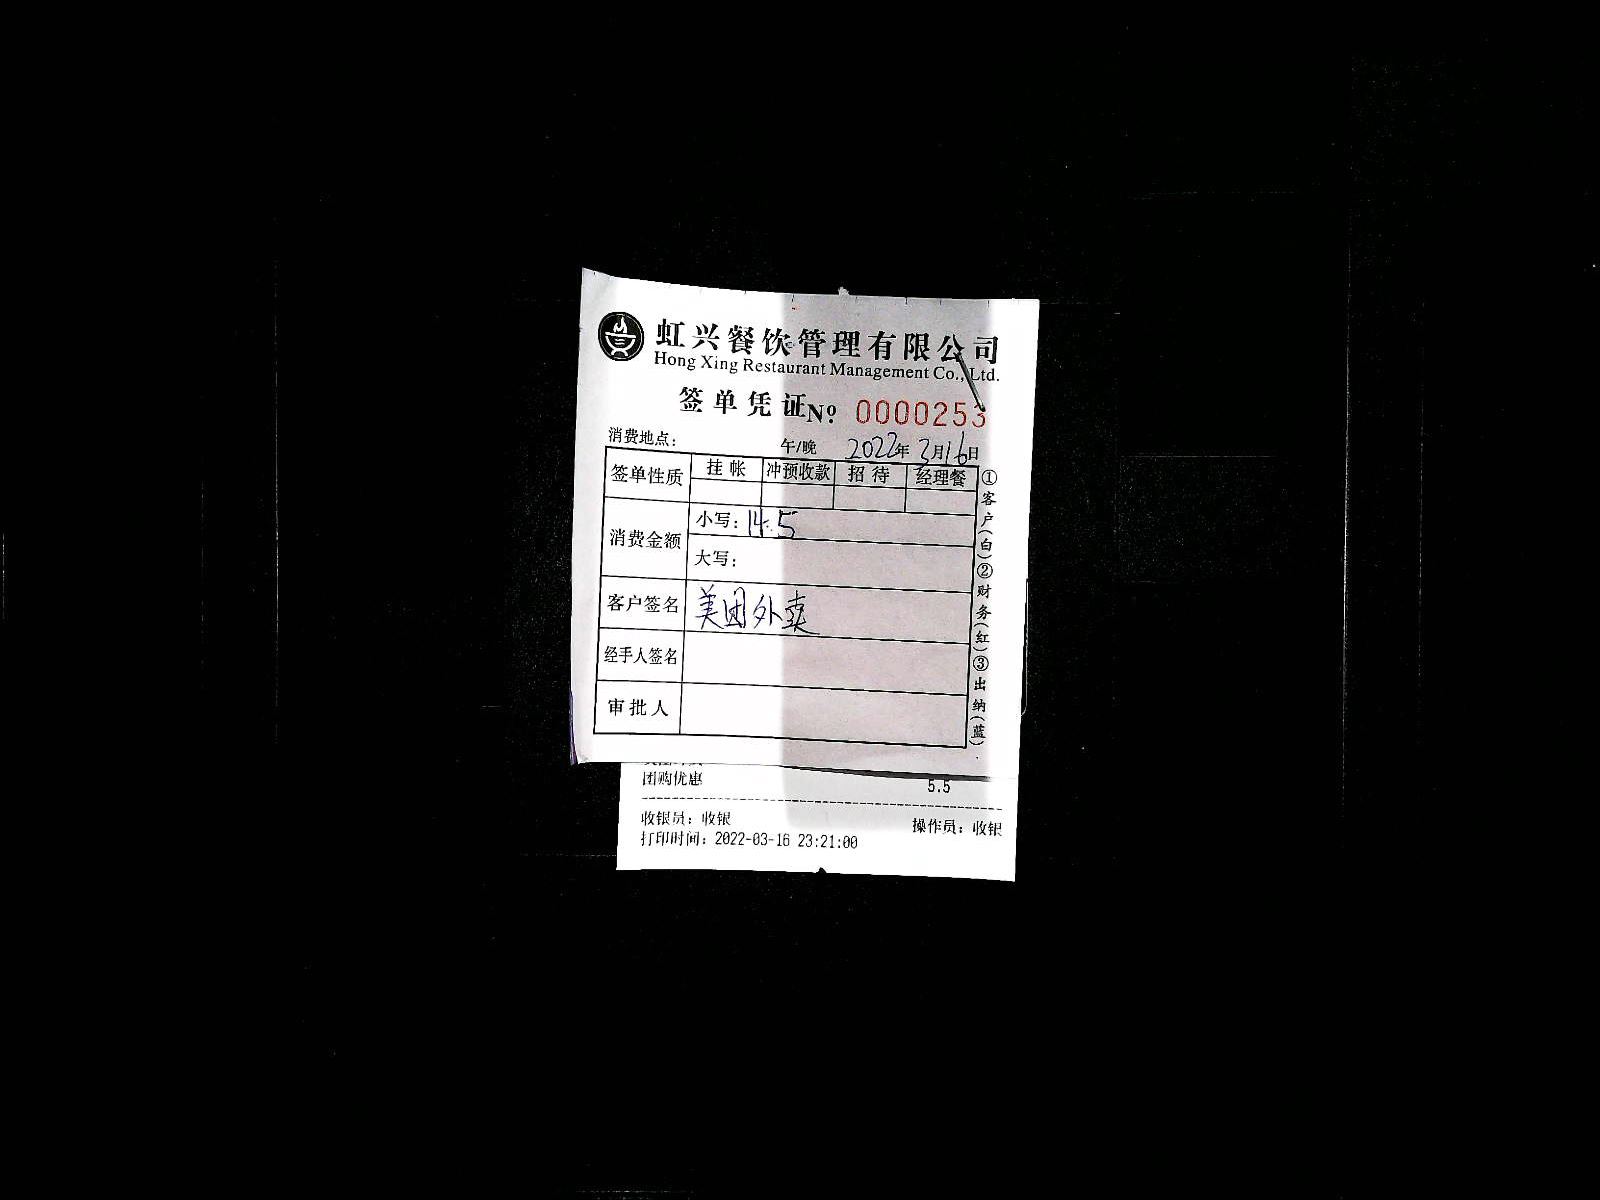 虹兴餐饮管理有限公司
Hong Xing Restaurant Management Co., Ltd.
签单凭证 No: 0000253
消费地点: 午/晚 2022年3月16日
签单性质 挂帐 冲预收款 招待 经理餐
消费金额 小写: 14.5
大写:
客户签名 美团外卖
经手人签名
审批人
①客户(白)②财务(红)③出纳(蓝)
团购优惠 5.5
收银员: 收银 操作员: 收银
打印时间: 2022-03-16 23:21:00